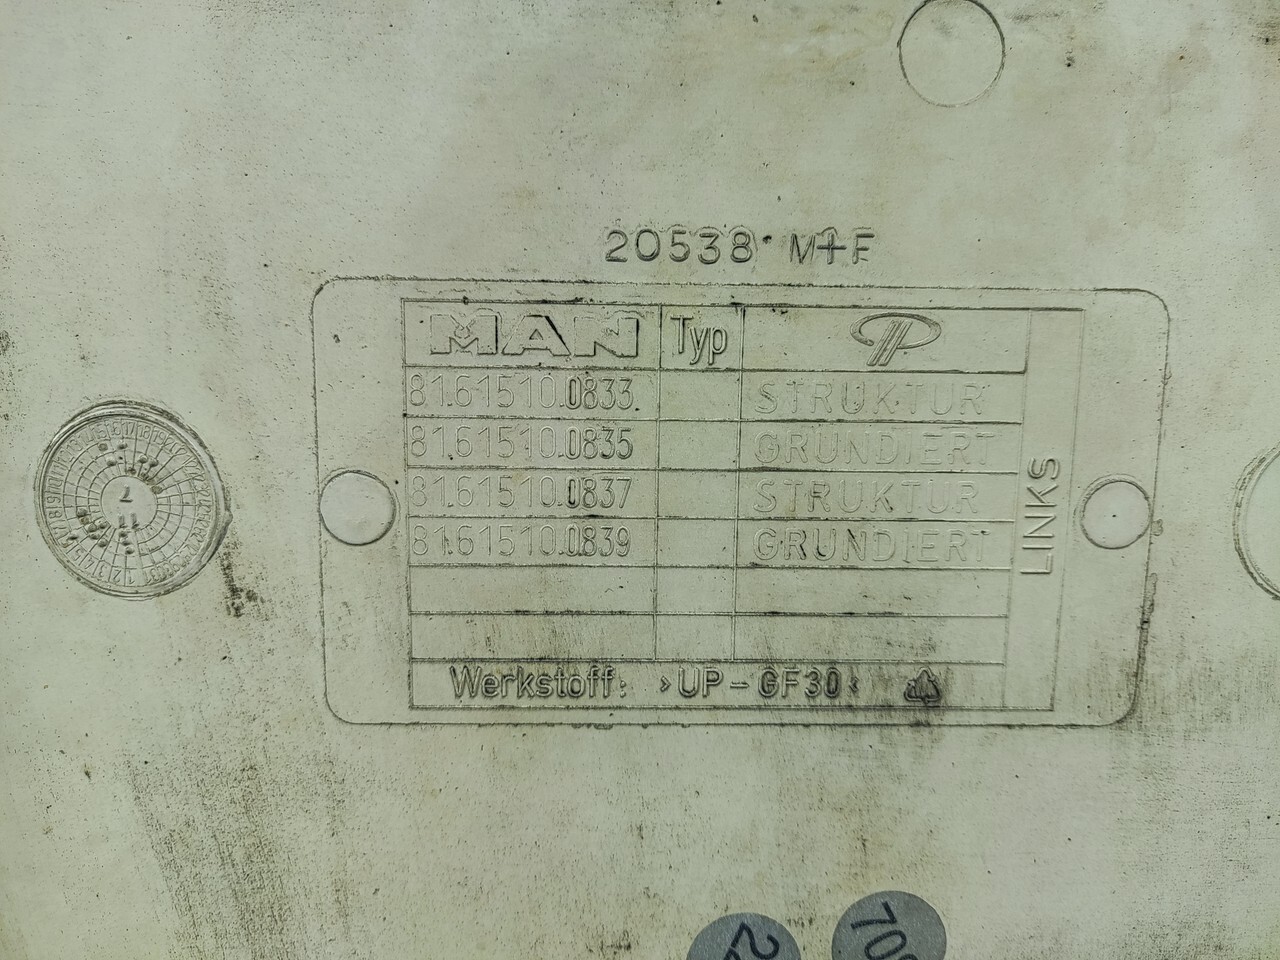 20538 M+F
MAN Typ
81.61510.0833 STRUKTUR
81.61510.0835 GRUNDIERT
81.61510.0837 STRUKTUR
81.61510.0839 GRUNDIERT
LINKS
Werkstoff: >UP-GF30<